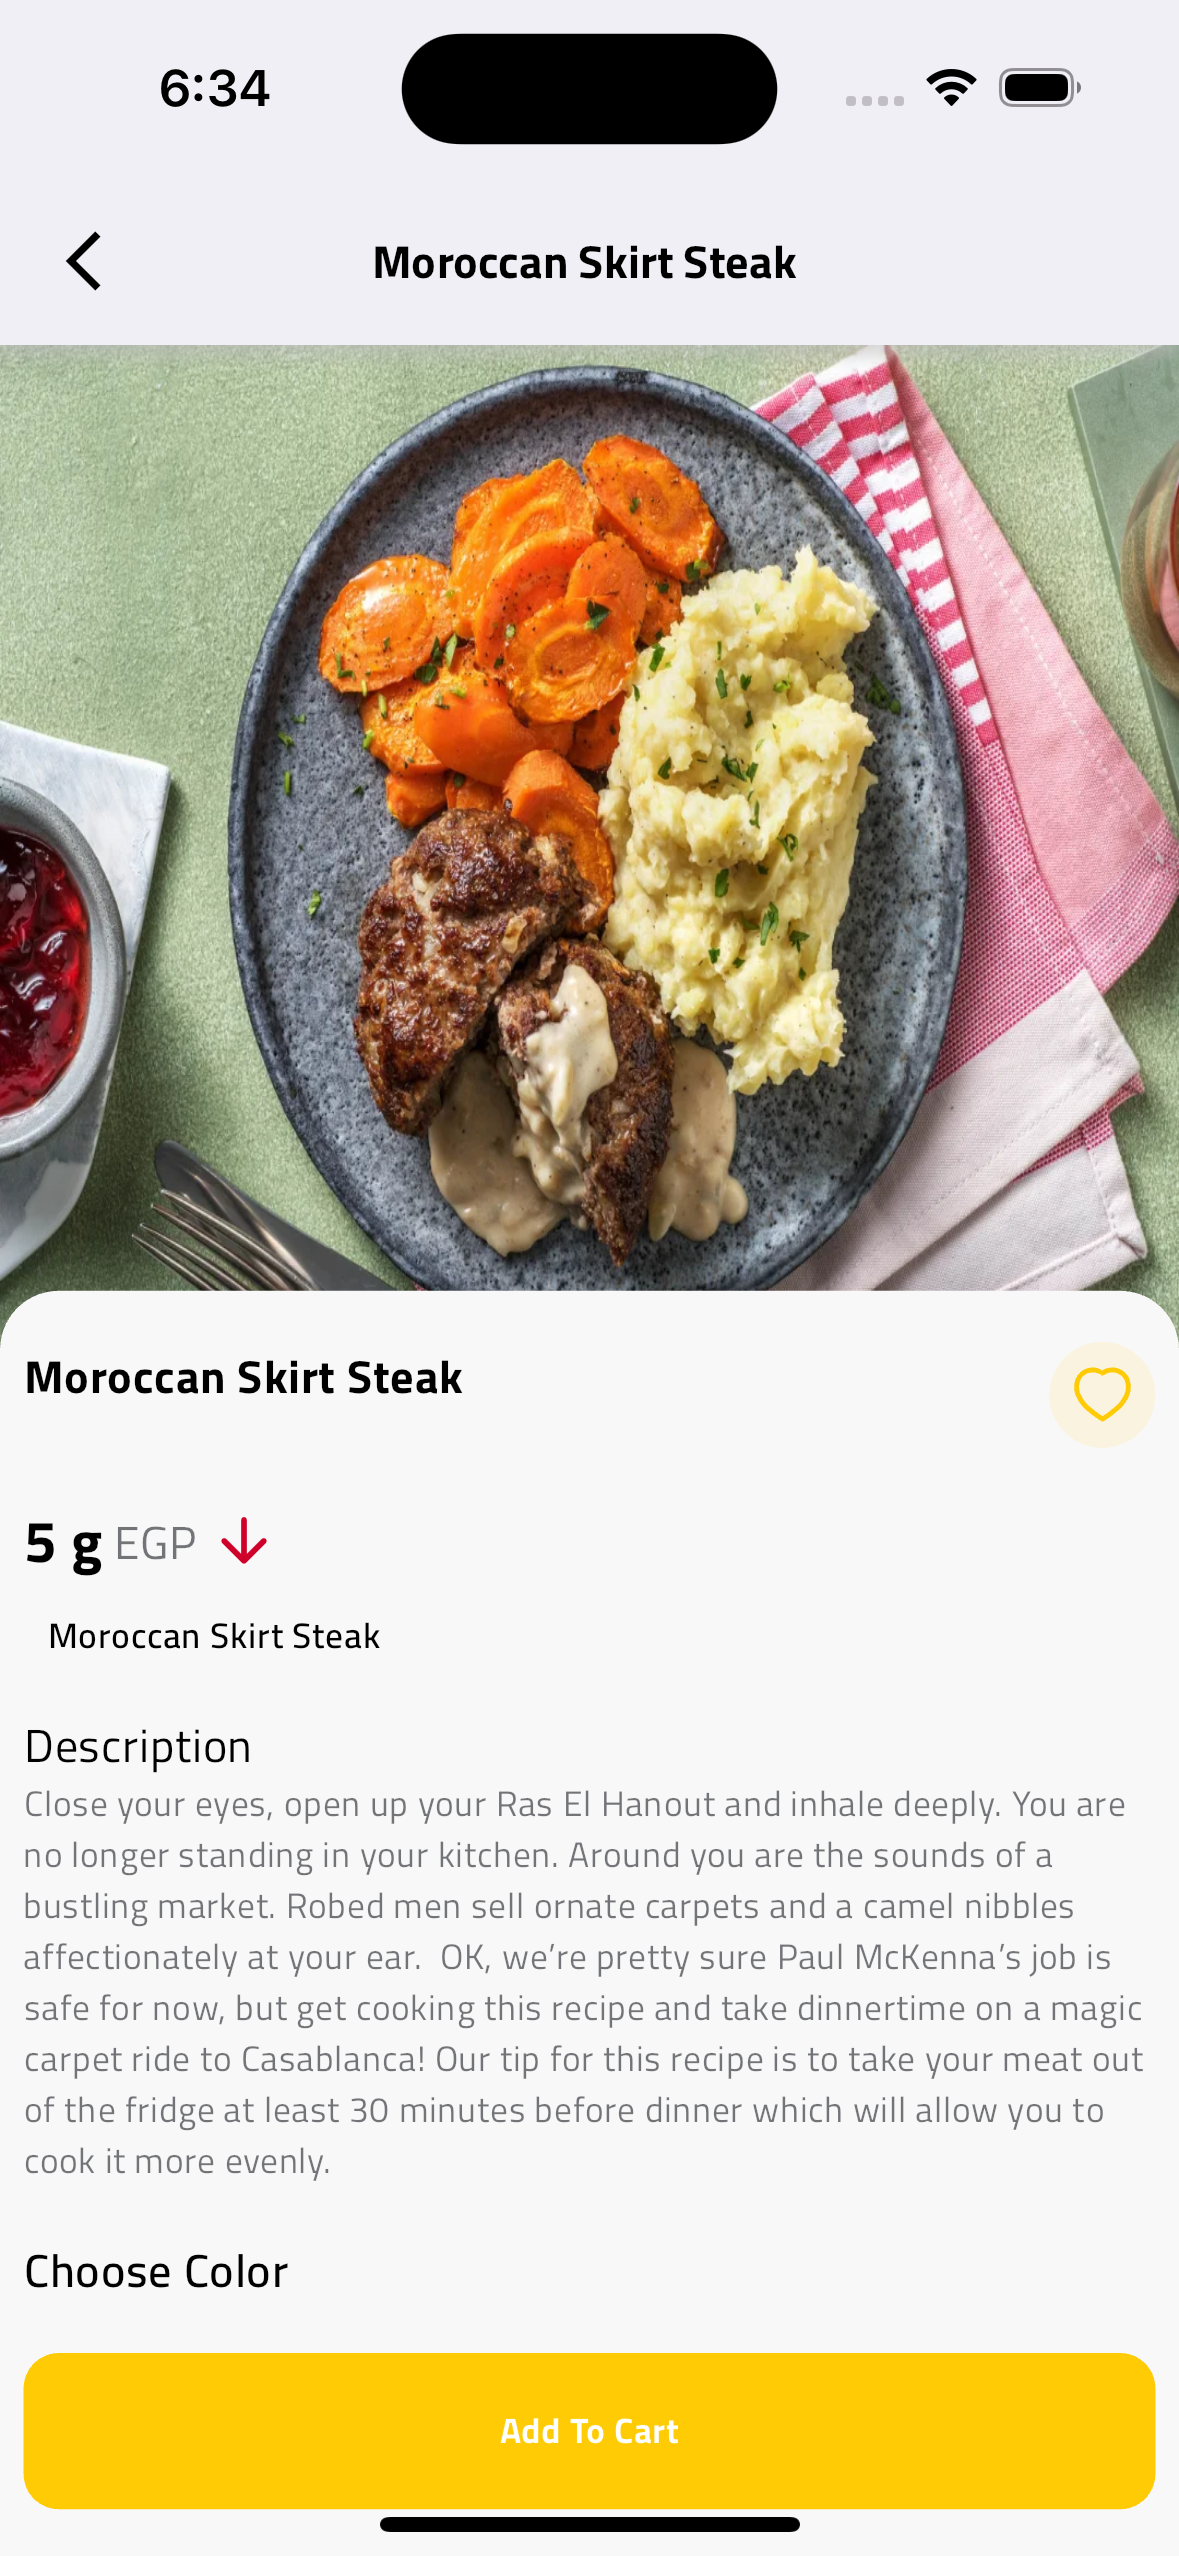 6:34
Moroccan Skirt Steak
Moroccan Skirt Steak
5 g EGP
Moroccan Skirt Steak
Description
Close your eyes, open up your Ras El Hanout and inhale deeply. You are
no longer standing in your kitchen. Around you are the sounds of a
bustling market. Robed men sell ornate carpets and a camel nibbles
affectionately at your ear.  OK, we’re pretty sure Paul McKenna’s job is
safe for now, but get cooking this recipe and take dinnertime on a magic
carpet ride to Casablanca! Our tip for this recipe is to take your meat out
of the fridge at least 30 minutes before dinner which will allow you to
cook it more evenly.
Choose Color
Add To Cart